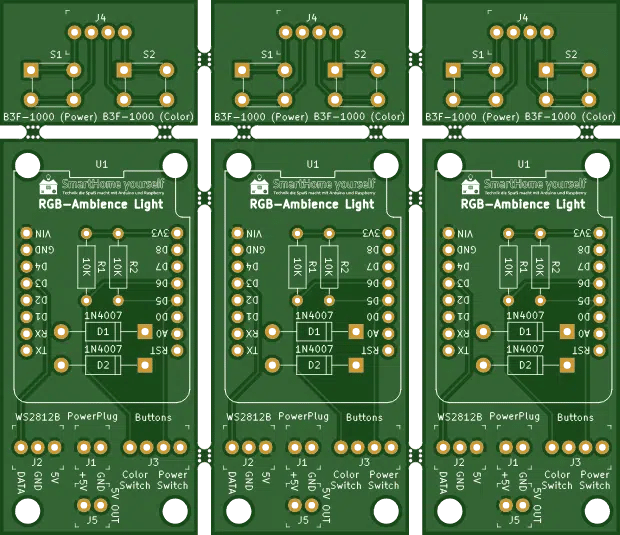 J4 J4 J4
S1 S2 S1 S2 S1 S2
B3F-1000 (Power) B3F-1000 (Color) B3F-1000 (Power) B3F-1000 (Color) B3F-1000 (Power) B3F-1000 (Color)
U1 U1 U1
SmartHome yourself SmartHome yourself SmartHome yourself
Technik die Spaß macht mit Arduino und Raspberry Technik die Spaß macht mit Arduino und Raspberry Technik die Spaß macht mit Arduino und Raspberry
RGB-Ambience Light RGB-Ambience Light RGB-Ambience Light
VIN 3V3 VIN 3V3 VIN 3V3
GND D8 GND D8 GND D8
D4 10K R1 10K R2 D7 D4 10K R1 10K R2 D7 D4 10K R1 10K R2 D7
D3 D6 D3 D6 D3 D6
D2 D5 D2 D5 D2 D5
D1 1N4007 D0 D1 1N4007 D0 D1 1N4007 D0
RX D1 A0 RX D1 A0 RX D1 A0
TX 1N4007 RST TX 1N4007 RST TX 1N4007 RST
D2 D2 D2
WS2812B PowerPlug Buttons WS2812B PowerPlug Buttons WS2812B PowerPlug Buttons
J2 J1 J3 J2 J1 J3 J2 J1 J3
DATA GND 5V +5V GND Color Switch Power Switch DATA GND 5V +5V GND Color Switch Power Switch DATA GND 5V +5V GND Color Switch Power Switch
5V OUT 5V OUT 5V OUT
J5 J5 J5